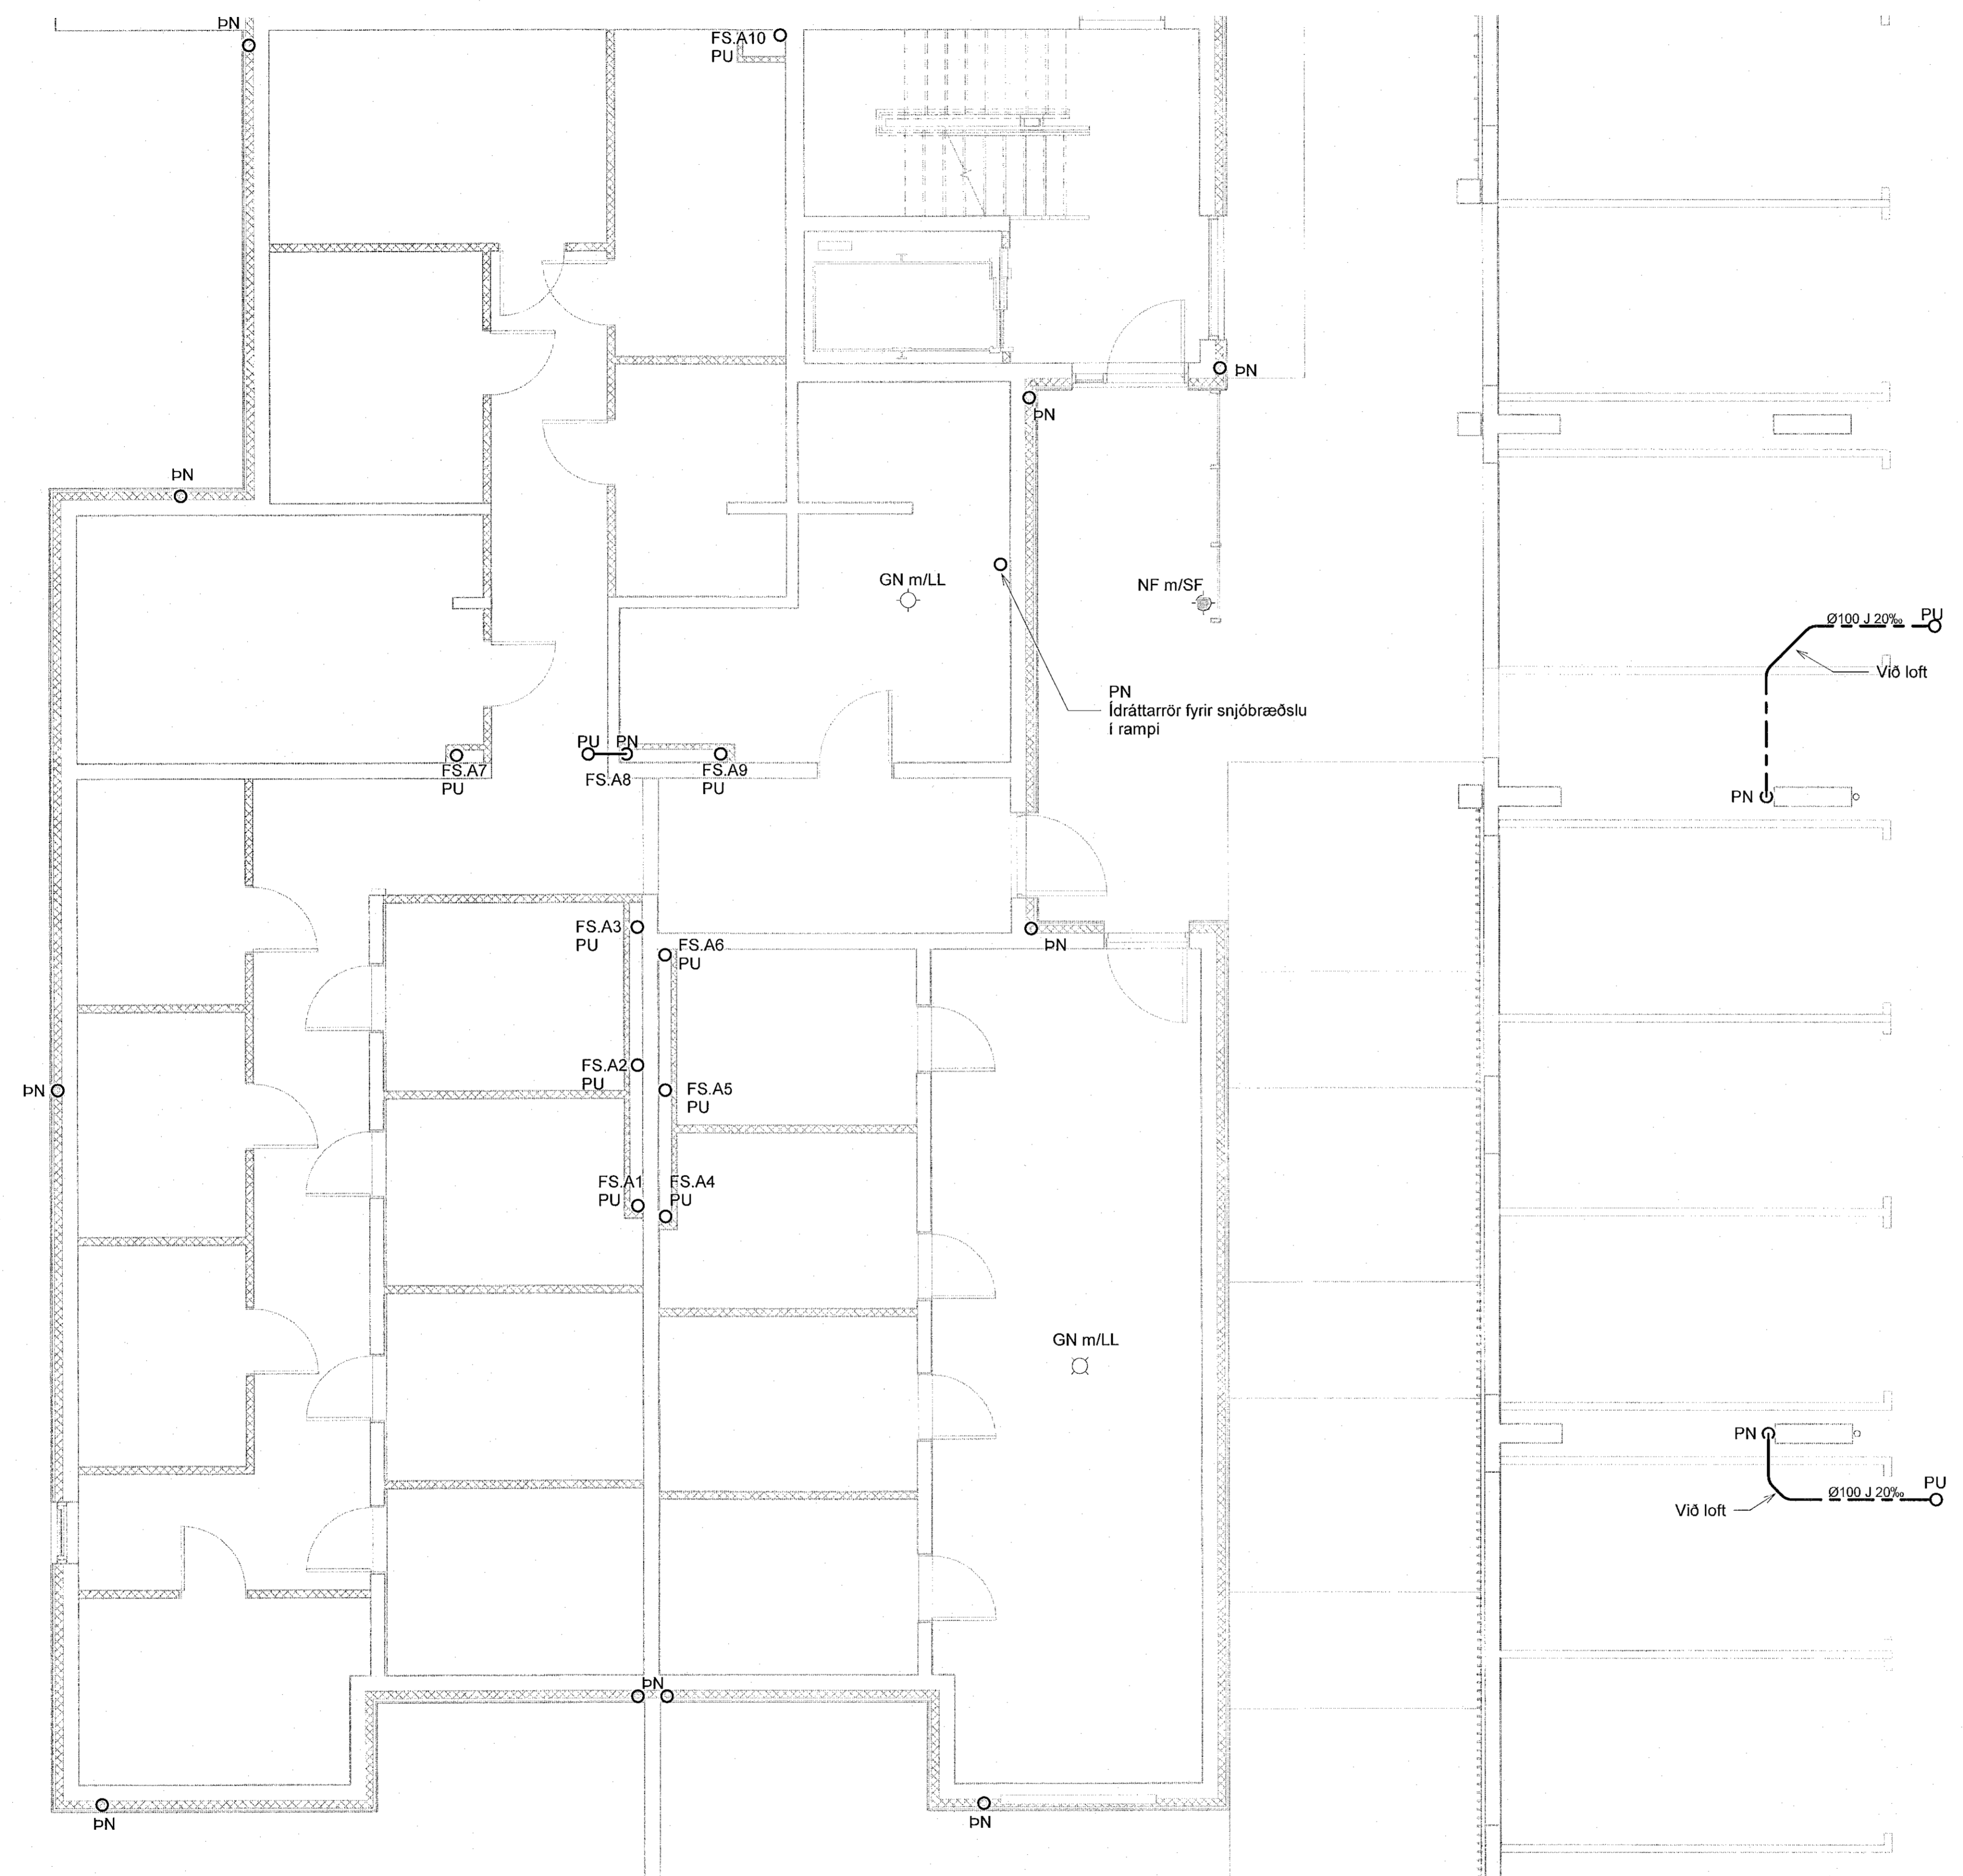 ÞN
FS.A10
PU
ÞN
ÞN
ÞN
GN m/LL
NF m/SF
Ø100 J 20‰
PU
Við loft
PN
Ídráttarrör fyrir snjóbræðslu
í rampi
PU
PN
FS.A8
FS.A7
PU
FS.A9
PU
PN
FS.A3
PU
FS.A6
PU
ÞN
FS.A2
PU
FS.A5
PU
ÞN
FS.A1
PU
FS.A4
PU
GN m/LL
PN
Ø100 J 20‰
PU
Við loft
ÞN
ÞN
ÞN